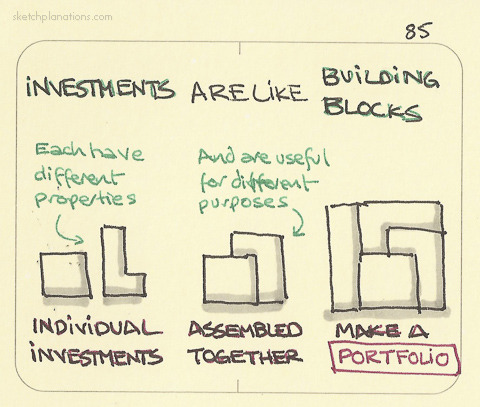 sketchplanations.com
85
INVESTMENTS ARE LIKE BUILDING BLOCKS
Each have
different
properties
And are useful
for different
purposes
INDIVIDUAL
INVESTMENTS
ASSEMBLED
TOGETHER
MAKE A
PORTFOLIO